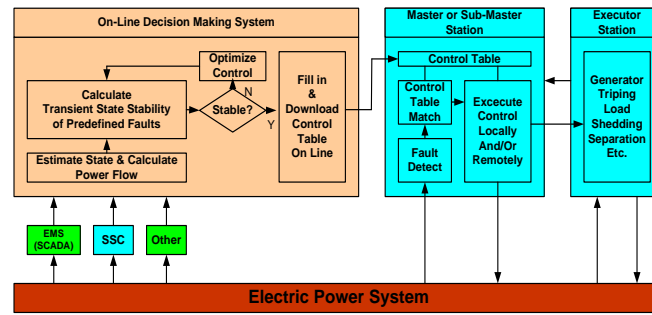 On-Line Decision Making System
Optimize
Control
Calculate
Transient State Stability
of Predefined Faults
Stable?
N
Y
Fill in
&
Download
Control
Table
On Line
Estimate State & Calculate
Power Flow
EMS
(SCADA)
SSC
Other
Master or Sub-Master
Station
Control Table
Control
Table
Match
Fault
Detect
Excecute
Control
Locally
And/Or
Remotely
Executor
Station
Generator
Triping
Load
Shedding
Separation
Etc.
Electric Power System